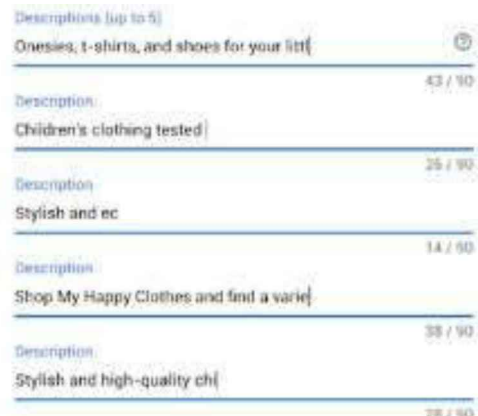 Descriptions (up to 5)
Onesies, t-shirts, and shoes for your littl
43 / 90
Description
Children's clothing tested
26 / 90
Description
Stylish and ec
14 / 90
Description
Shop My Happy Clothes and find a varie
38 / 90
Description
Stylish and high-quality chi
28 / 90